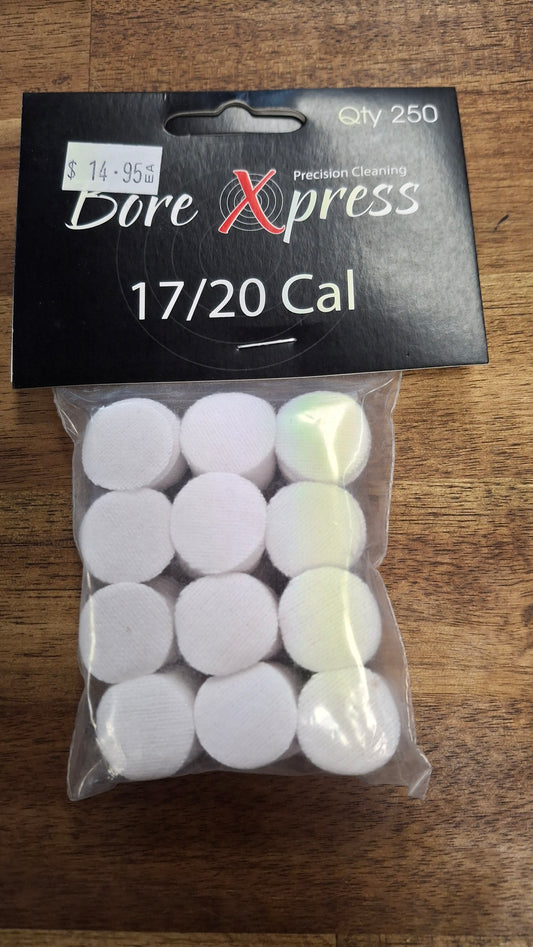 Qty 250
$ 14.95 EA
Precision Cleaning
Bore Xpress
17/20 Cal